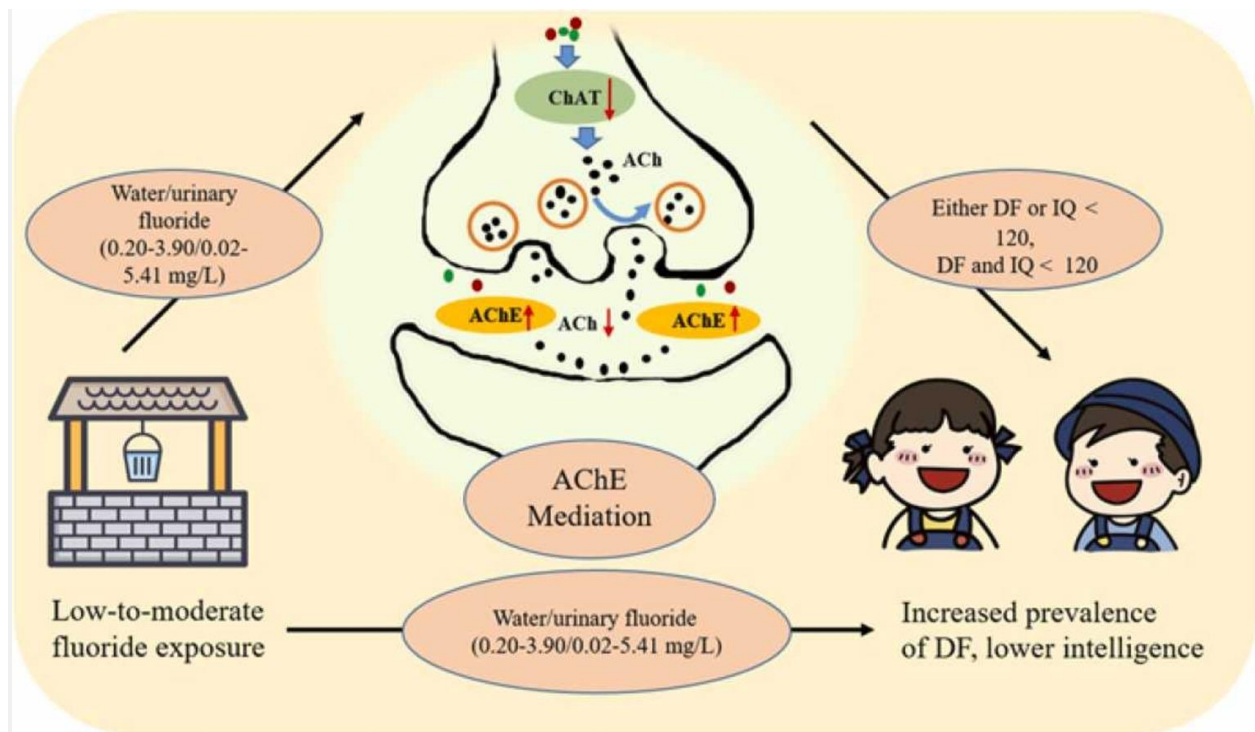 ChAT
ACh
Water/urinary
fluoride
(0.20-3.90/0.02-
5.41 mg/L)
Either DF or IQ <
120,
DF and IQ < 120
AChE
ACh
AChE
AChE
Mediation
Low-to-moderate
fluoride exposure
Water/urinary fluoride
(0.20-3.90/0.02-5.41 mg/L)
Increased prevalence
of DF, lower intelligence